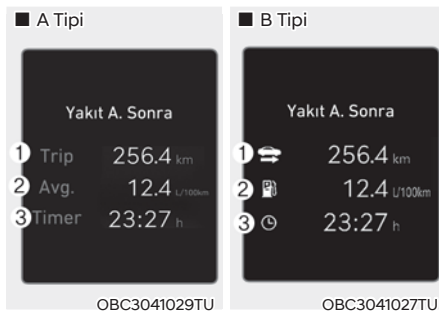 ■ A Tipi
Yakıt A. Sonra
1 Trip 256.4 km
2 Avg. 12.4 L/100km
3 Timer 23:27 h
OBC3041029TU
■ B Tipi
Yakıt A. Sonra
1 256.4 km
2 12.4 L/100km
3 23:27 h
OBC3041027TU